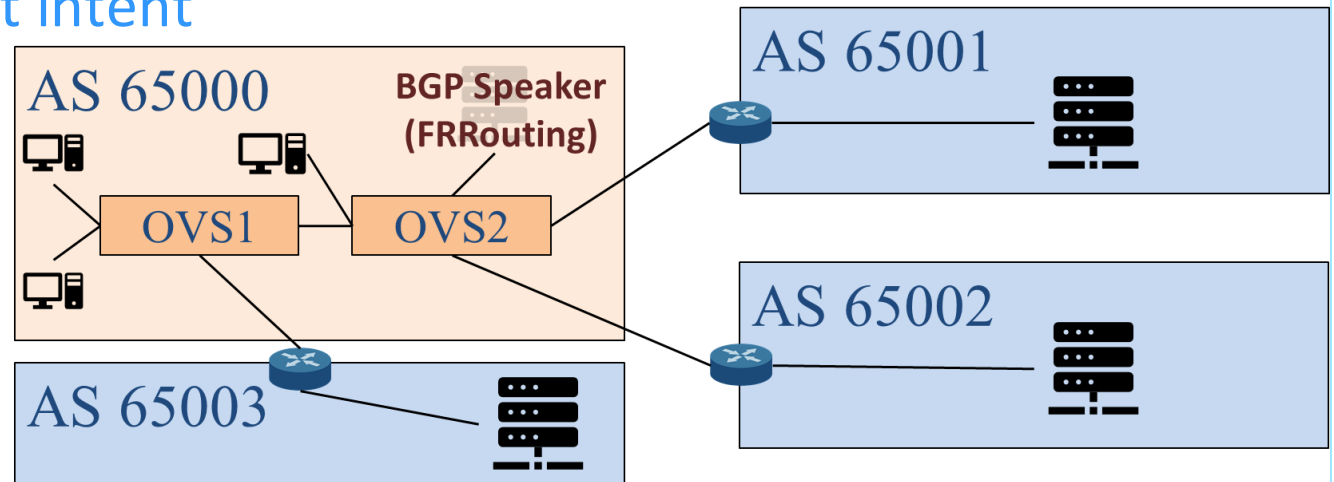 t Intent
AS 65000
BGP Speaker
(FRRouting)
OVS1
OVS2
AS 65001
AS 65002
AS 65003